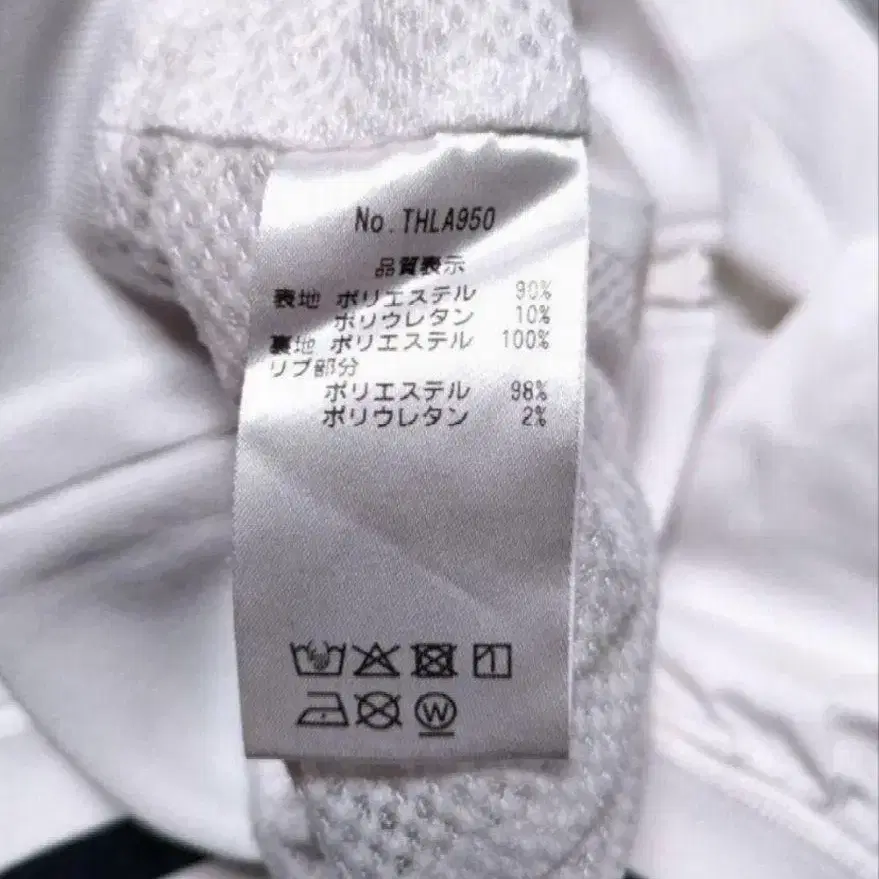 No.THLA950
品質表示
表地 ポリエステル 90%
ポリウレタン 10%
裏地 ポリエステル 100%
リブ部分
ポリエステル 98%
ポリウレタン 2%
W